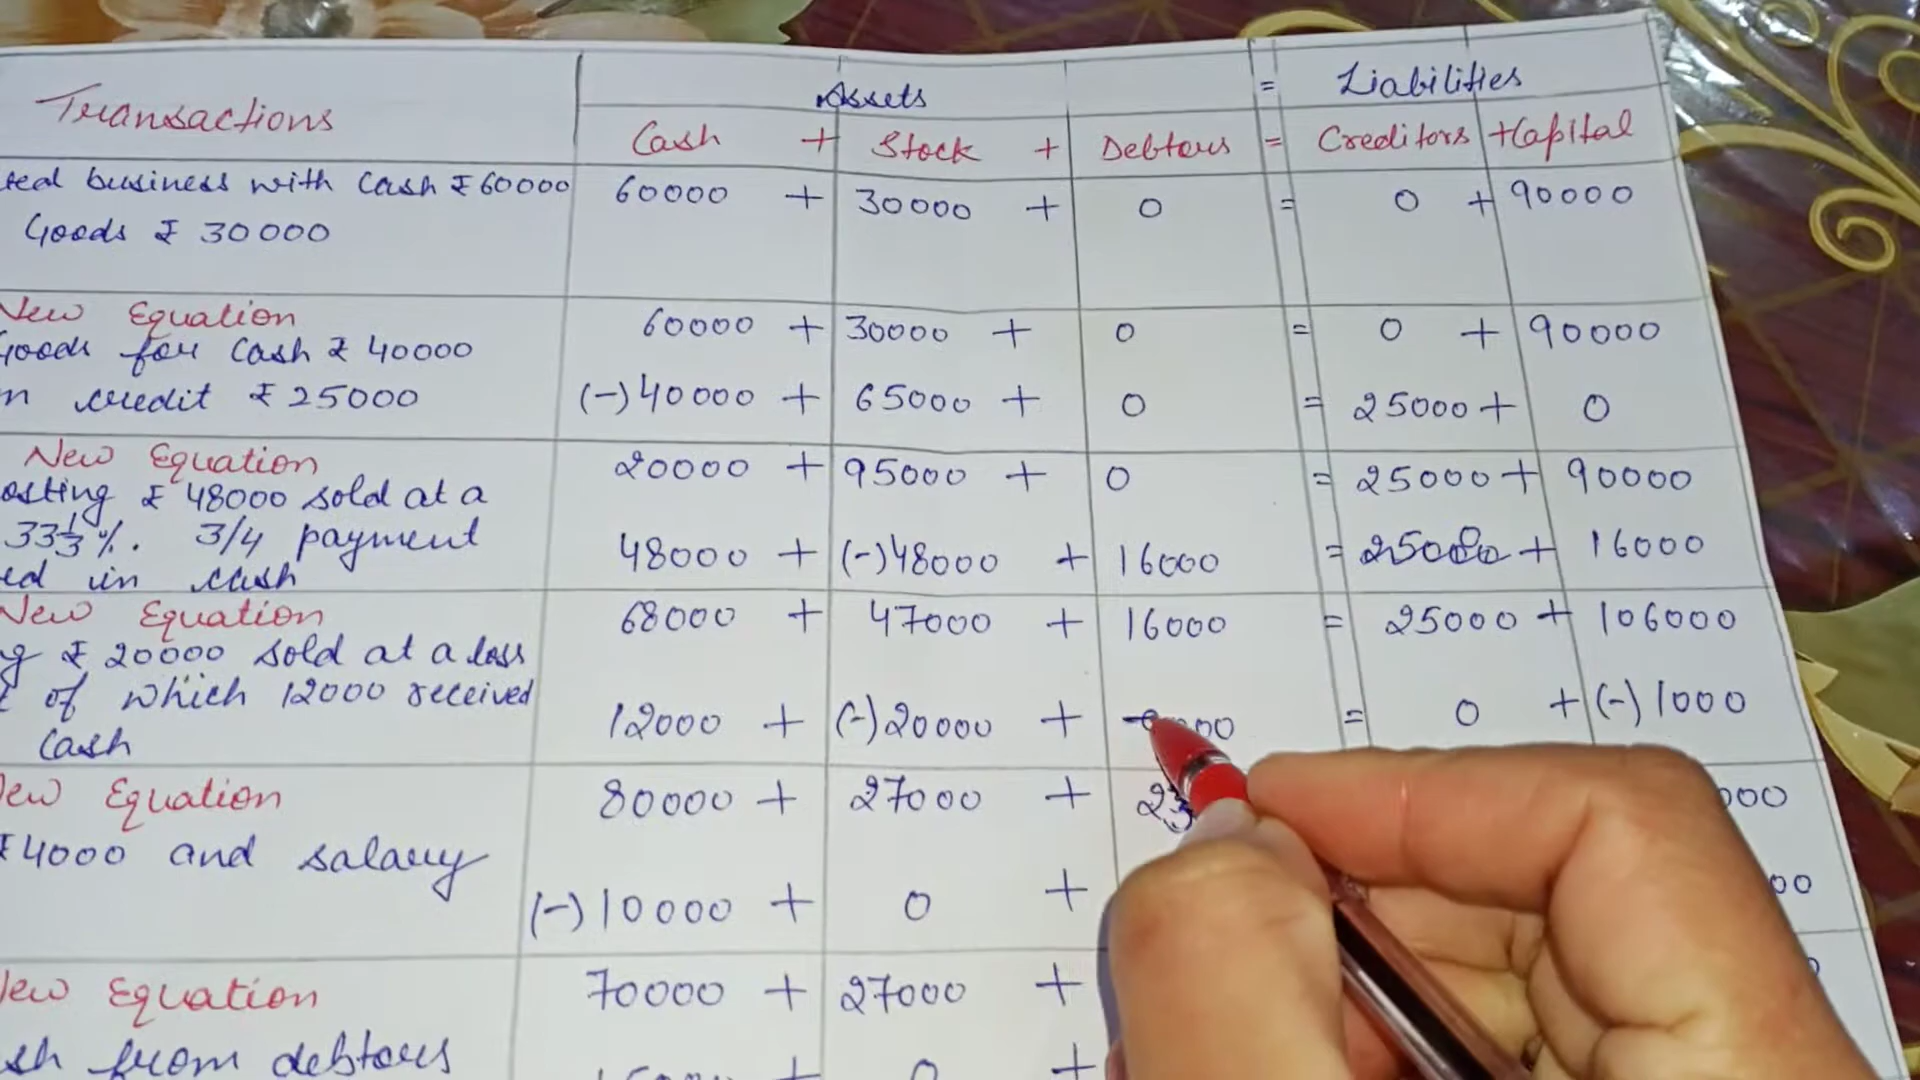 Transactions
Assets = Liabilities
Cash + Stock + Debtors = Creditors + Capital
ted business with cash ₹ 60000 60000 + 30000 + 0 = 0 + 90000
Goods ₹ 30000
New Equation 60000 + 30000 + 0 = 0 + 90000
Goods for cash ₹ 40000
n credit ₹ 25000 (-) 40000 + 65000 + 0 = 25000 + 0
New Equation 20000 + 95000 + 0 = 25000 + 90000
osting ₹ 48000 sold at a
33⅓%. 3/4 payment 48000 + (-) 48000 + 16000 = + 16000
ed in cash
New Equation 68000 + 47000 + 16000 = 25000 + 106000
g ₹ 20000 sold at a loss
of which 12000 received 12000 + (-) 20000 + 000 = 0 + (-) 1000
Cash
New Equation 80000 + 27000 + 23 000
₹ 4000 and salary
(-) 10000 + 0 + 00
New Equation 70000 + 27000 +
sh from debtors
0 +